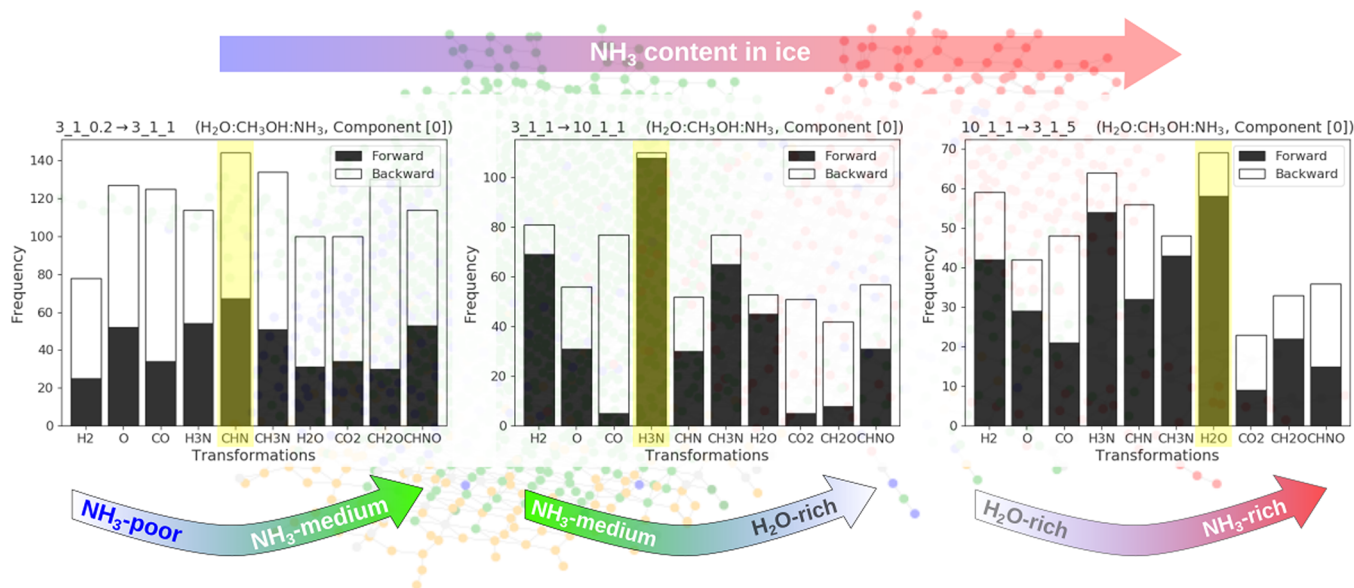 NH₃ content in ice
3_1_0.2→3_1_1 (H₂O:CH₃OH:NH₃, Component [0])
Forward
Backward
140
120
100
80
60
40
20
0
Frequency
H2 O CO H3N CHN CH3N H2O CO2 CH2O CHNO
Transformations
3_1_1→10_1_1 (H₂O:CH₃OH:NH₃, Component [0])
Forward
Backward
100
80
60
40
20
0
Frequency
H2 O CO H3N CHN CH3N H2O CO2 CH2O CHNO
Transformations
10_1_1→3_1_5 (H₂O:CH₃OH:NH₃, Component [0])
Forward
Backward
70
60
50
40
30
20
10
0
Frequency
H2 O CO H3N CHN CH3N H2O CO2 CH2O CHNO
Transformations
NH₃-poor NH₃-medium
NH₃-medium H₂O-rich
H₂O-rich NH₃-rich